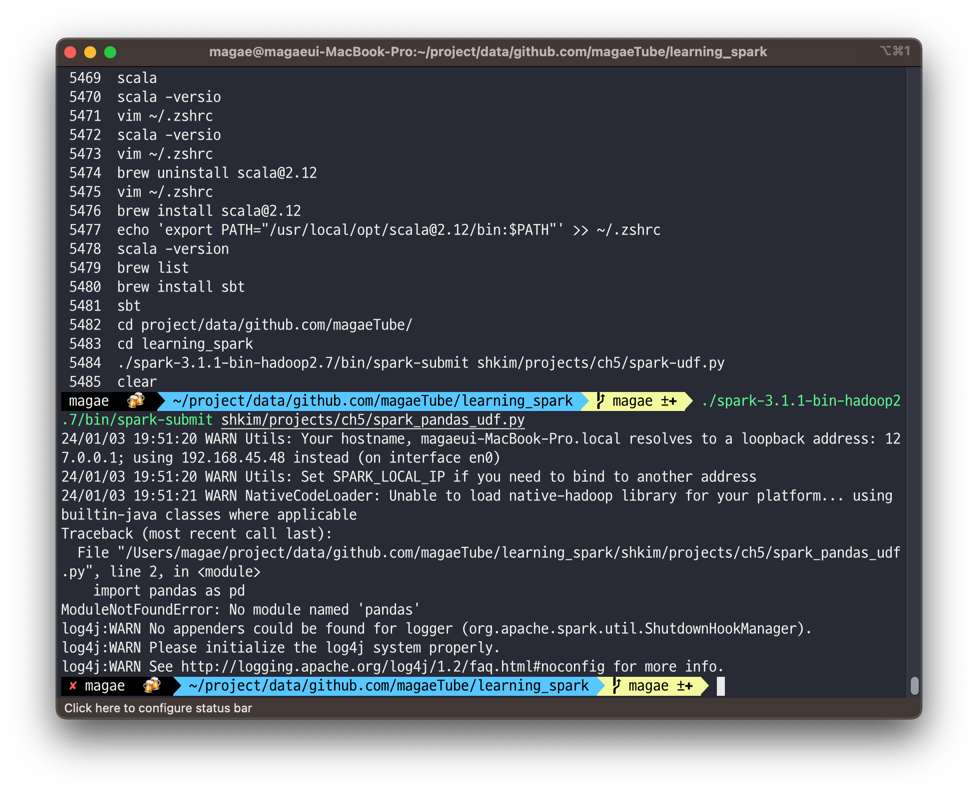 magae@magaeui-MacBook-Pro:~/project/data/github.com/magaeTube/learning_spark
⌥⌘1
5469 scala
5470 scala -versio
5471 vim ~/.zshrc
5472 scala -versio
5473 vim ~/.zshrc
5474 brew uninstall scala@2.12
5475 vim ~/.zshrc
5476 brew install scala@2.12
5477 echo 'export PATH="/usr/local/opt/scala@2.12/bin:$PATH"' >> ~/.zshrc
5478 scala -version
5479 brew list
5480 brew install sbt
5481 sbt
5482 cd project/data/github.com/magaeTube/
5483 cd learning_spark
5484 ./spark-3.1.1-bin-hadoop2.7/bin/spark-submit shkim/projects/ch5/spark-udf.py
5485 clear
magae 🍻 ~/project/data/github.com/magaeTube/learning_spark magae ±+ ./spark-3.1.1-bin-hadoop2
.7/bin/spark-submit shkim/projects/ch5/spark_pandas_udf.py
24/01/03 19:51:20 WARN Utils: Your hostname, magaeui-MacBook-Pro.local resolves to a loopback address: 12
7.0.0.1; using 192.168.45.48 instead (on interface en0)
24/01/03 19:51:20 WARN Utils: Set SPARK_LOCAL_IP if you need to bind to another address
24/01/03 19:51:21 WARN NativeCodeLoader: Unable to load native-hadoop library for your platform... using
builtin-java classes where applicable
Traceback (most recent call last):
File "/Users/magae/project/data/github.com/magaeTube/learning_spark/shkim/projects/ch5/spark_pandas_udf
.py", line 2, in <module>
import pandas as pd
ModuleNotFoundError: No module named 'pandas'
log4j:WARN No appenders could be found for logger (org.apache.spark.util.ShutdownHookManager).
log4j:WARN Please initialize the log4j system properly.
log4j:WARN See http://logging.apache.org/log4j/1.2/faq.html#noconfig for more info.
✘ magae 🍻 ~/project/data/github.com/magaeTube/learning_spark magae ±+
Click here to configure status bar